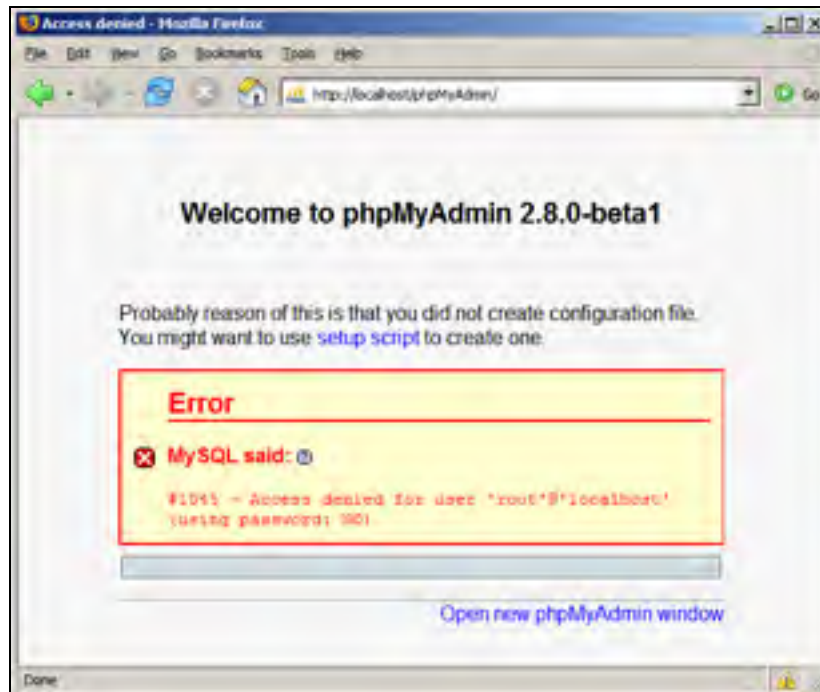 Access denied - Mozilla Firefox
File Edit View Go Bookmarks Tools Help
http://localhost/phpMyAdmin/ Go
Welcome to phpMyAdmin 2.8.0-beta1
Probably reason of this is that you did not create configuration file.
You might want to use setup script to create one.
Error
MySQL said:
#1045 - Access denied for user 'root'@'localhost'
(using password: NO)
Open new phpMyAdmin window
Done